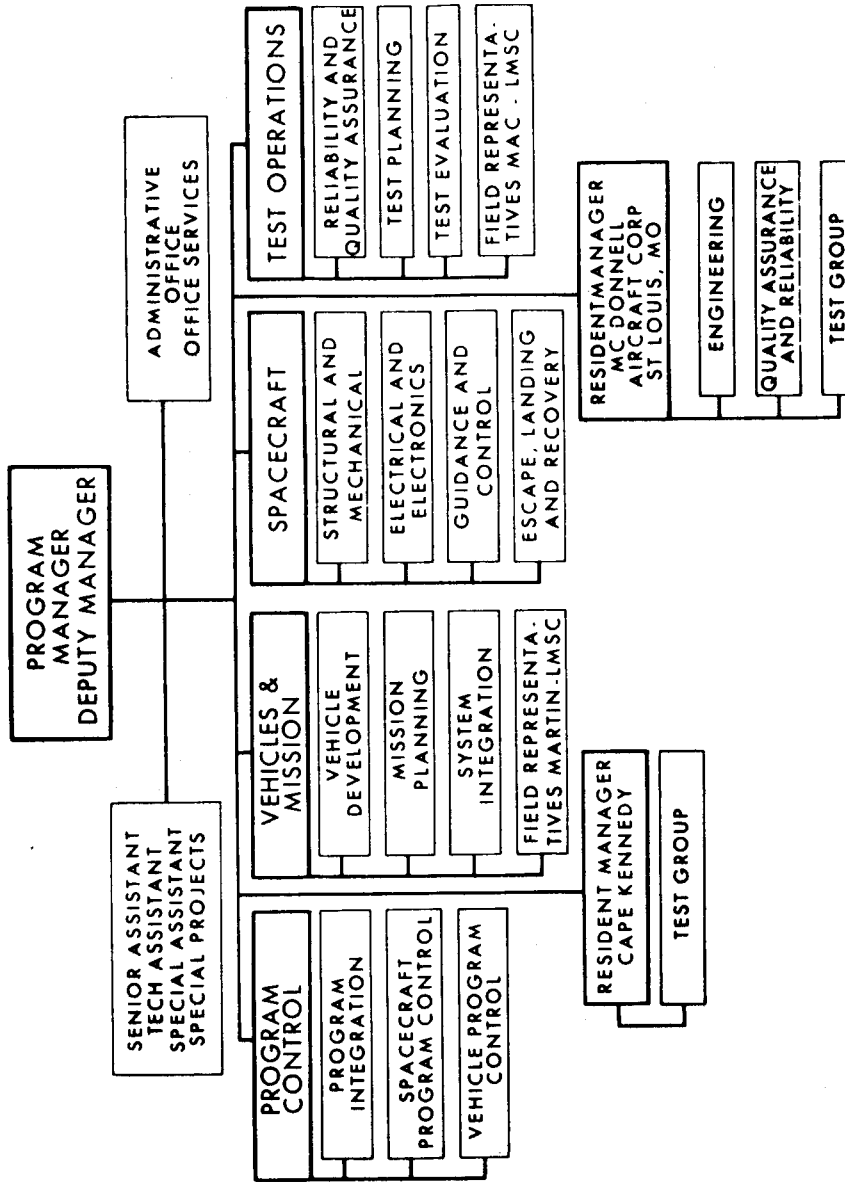 PROGRAM
MANAGER
DEPUTY MANAGER
SENIOR ASSISTANT
TECH ASSISTANT
SPECIAL ASSISTANT
SPECIAL PROJECTS
ADMINISTRATIVE
OFFICE
OFFICE SERVICES
PROGRAM
CONTROL
PROGRAM
INTEGRATION
SPACECRAFT
PROGRAM CONTROL
VEHICLE PROGRAM
CONTROL
VEHICLES &
MISSION
VEHICLE
DEVELOPMENT
MISSION
PLANNING
SYSTEM
INTEGRATION
FIELD REPRESENTA-
TIVES MARTIN-LMSC
SPACECRAFT
STRUCTURAL AND
MECHANICAL
ELECTRICAL AND
ELECTRONICS
GUIDANCE AND
CONTROL
ESCAPE, LANDING
AND RECOVERY
TEST OPERATIONS
RELIABILITY AND
QUALITY ASSURANCE
TEST PLANNING
TEST EVALUATION
FIELD REPRESENTA-
TIVES MAC - LMSC
RESIDENT MANAGER
CAPE KENNEDY
TEST GROUP
RESIDENTMANAGER
MC DONNELL
AIRCRAFT CORP
ST LOUIS, MO
ENGINEERING
QUALITY ASSURANCE
AND RELIABILITY
TEST GROUP